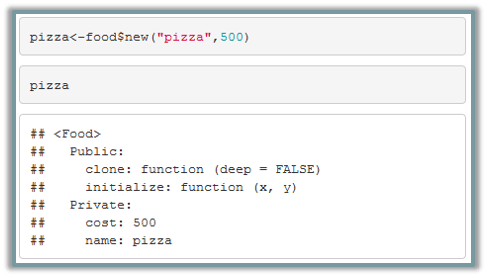 pizza<-food$new("pizza",500)
pizza
## <Food>
##   Public:
##     clone: function (deep = FALSE)
##     initialize: function (x, y)
##   Private:
##     cost: 500
##     name: pizza